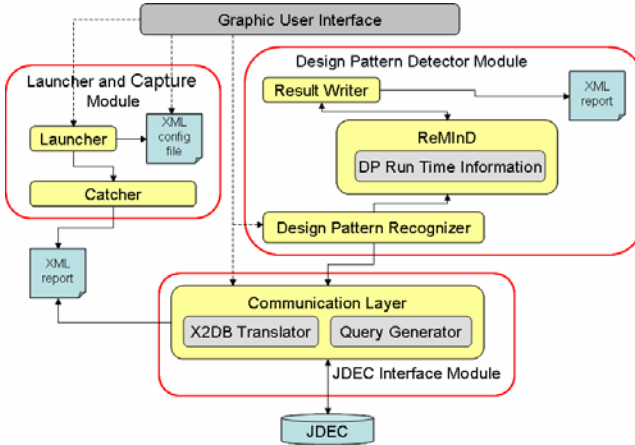 Graphic User Interface
Launcher and Capture
Module
Launcher
XML
config
file
Catcher
XML
report
Design Pattern Detector Module
Result Writer
XML
report
ReMInD
DP Run Time Information
Design Pattern Recognizer
Communication Layer
X2DB Translator
Query Generator
JDEC Interface Module
JDEC